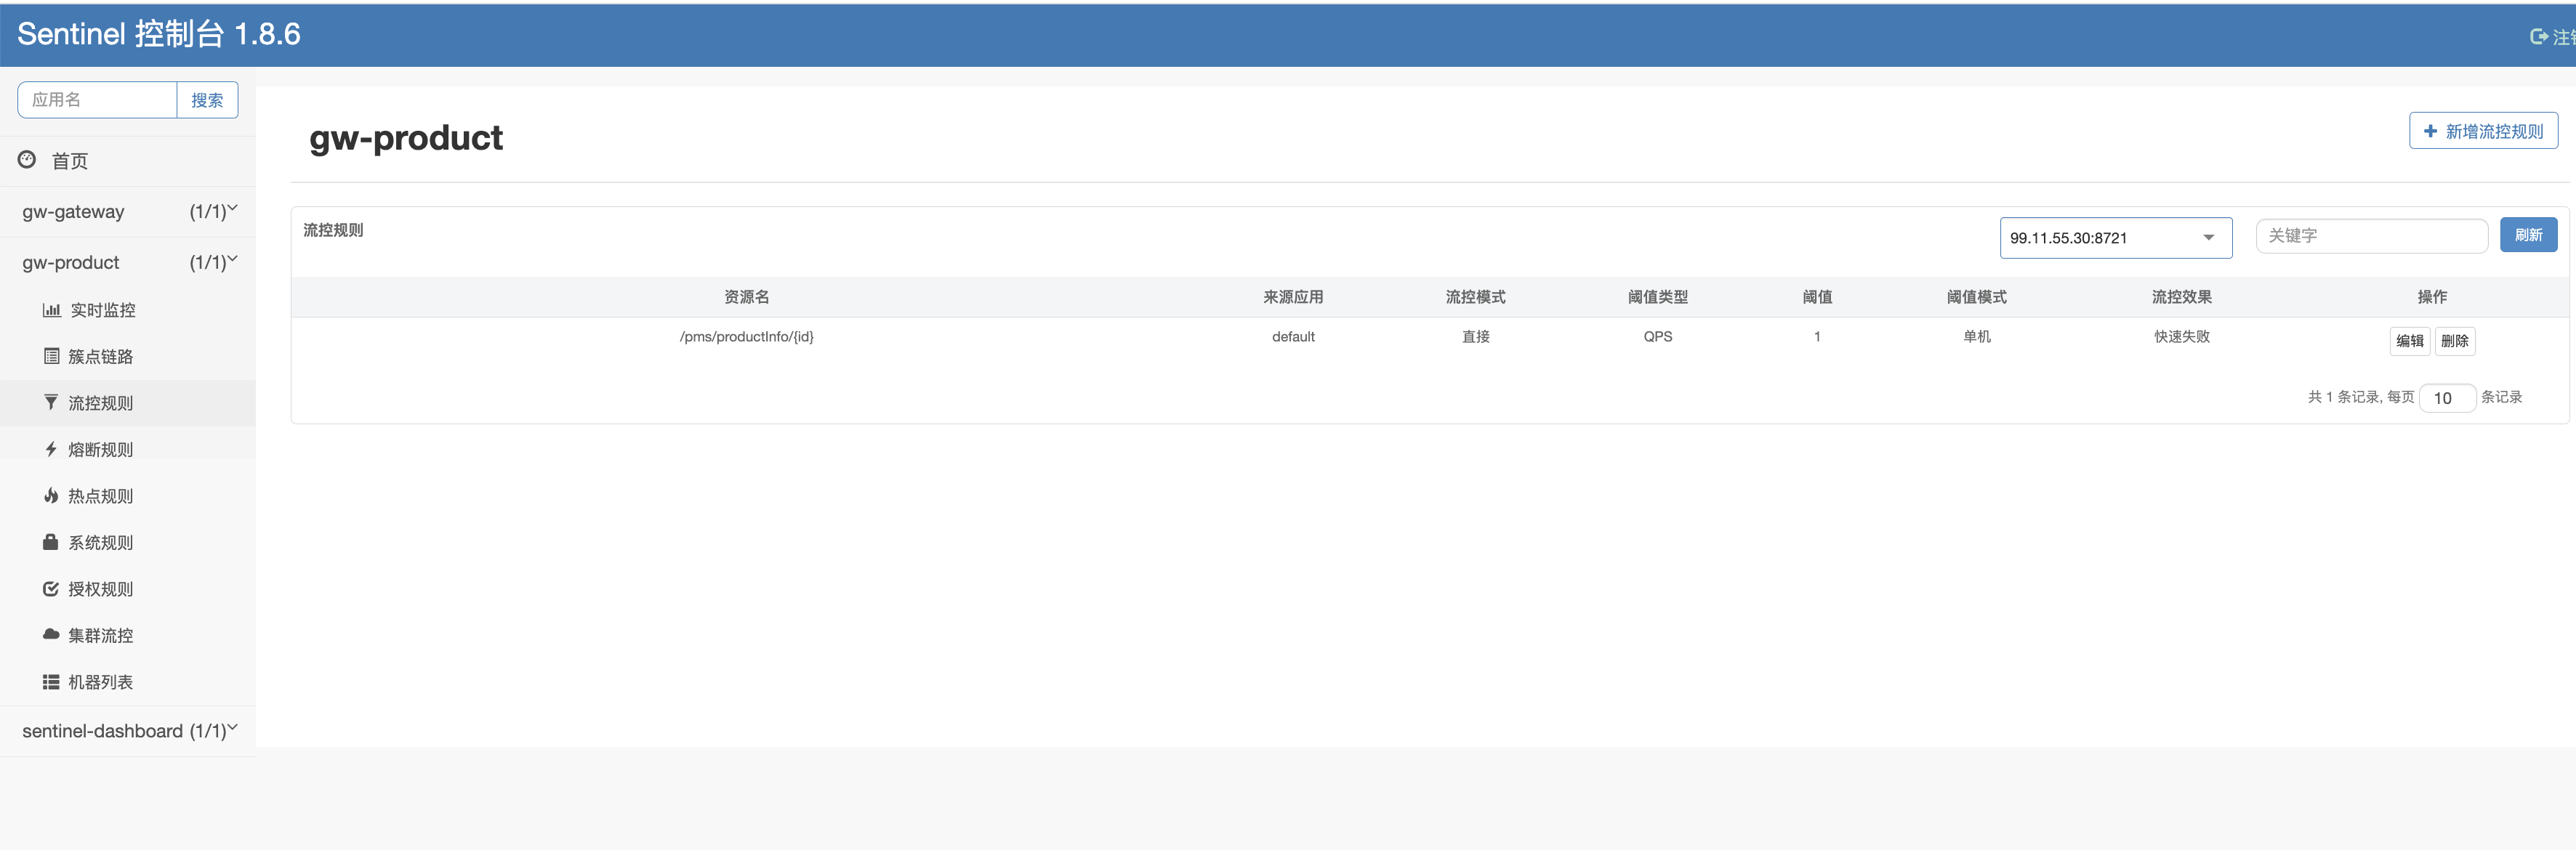 Sentinel 控制台 1.8.6
应用名 搜索
首页
gw-gateway (1/1)
gw-product (1/1)
实时监控
簇点链路
流控规则
熔断规则
热点规则
系统规则
授权规则
集群流控
机器列表
sentinel-dashboard (1/1)
gw-product
新增流控规则
流控规则 99.11.55.30:8721 关键字 刷新
资源名 来源应用 流控模式 阈值类型 阈值 阈值模式 流控效果 操作
/pms/productInfo/{id} default 直接 QPS 1 单机 快速失败 编辑 删除
共 1 条记录, 每页 10 条记录